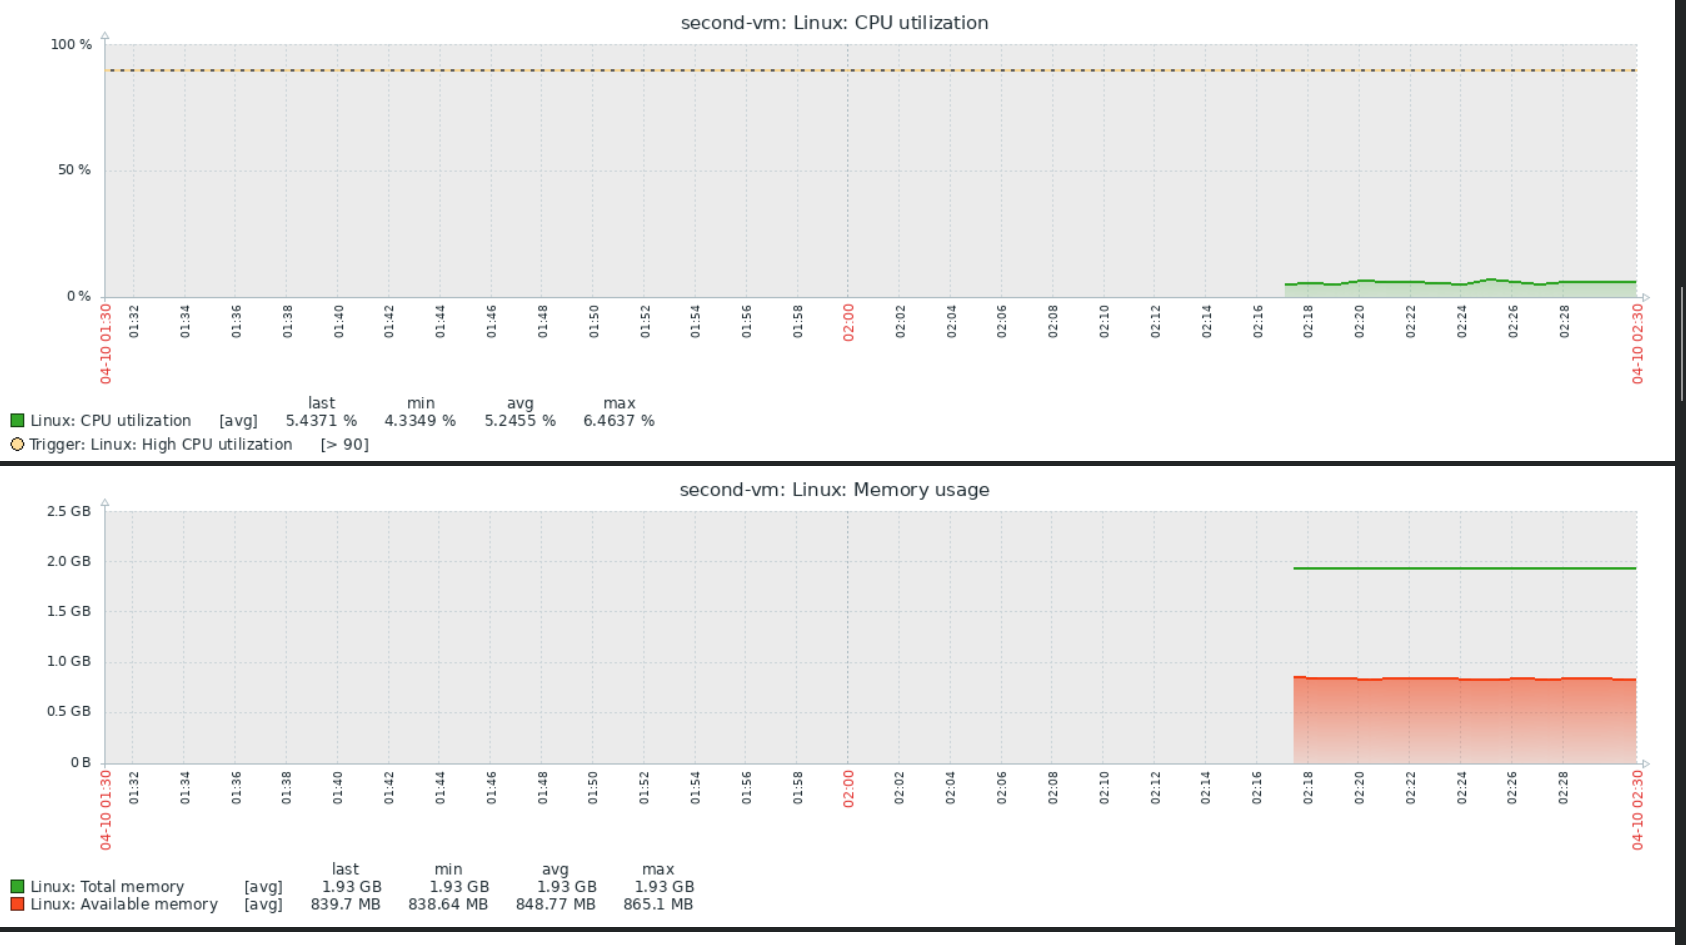 second-vm: Linux: CPU utilization
100 %
50 %
0 %
04-10 01:30 01:32 01:34 01:36 01:38 01:40 01:42 01:44 01:46 01:48 01:50 01:52 01:54 01:56 01:58 02:00 02:02 02:04 02:06 02:08 02:10 02:12 02:14 02:16 02:18 02:20 02:22 02:24 02:26 02:28 04-10 02:30
last min avg max
Linux: CPU utilization [avg] 5.4371 % 4.3349 % 5.2455 % 6.4637 %
Trigger: Linux: High CPU utilization [> 90]
second-vm: Linux: Memory usage
2.5 GB
2.0 GB
1.5 GB
1.0 GB
0.5 GB
0 B
04-10 01:30 01:32 01:34 01:36 01:38 01:40 01:42 01:44 01:46 01:48 01:50 01:52 01:54 01:56 01:58 02:00 02:02 02:04 02:06 02:08 02:10 02:12 02:14 02:16 02:18 02:20 02:22 02:24 02:26 02:28 04-10 02:30
last min avg max
Linux: Total memory [avg] 1.93 GB 1.93 GB 1.93 GB 1.93 GB
Linux: Available memory [avg] 839.7 MB 838.64 MB 848.77 MB 865.1 MB